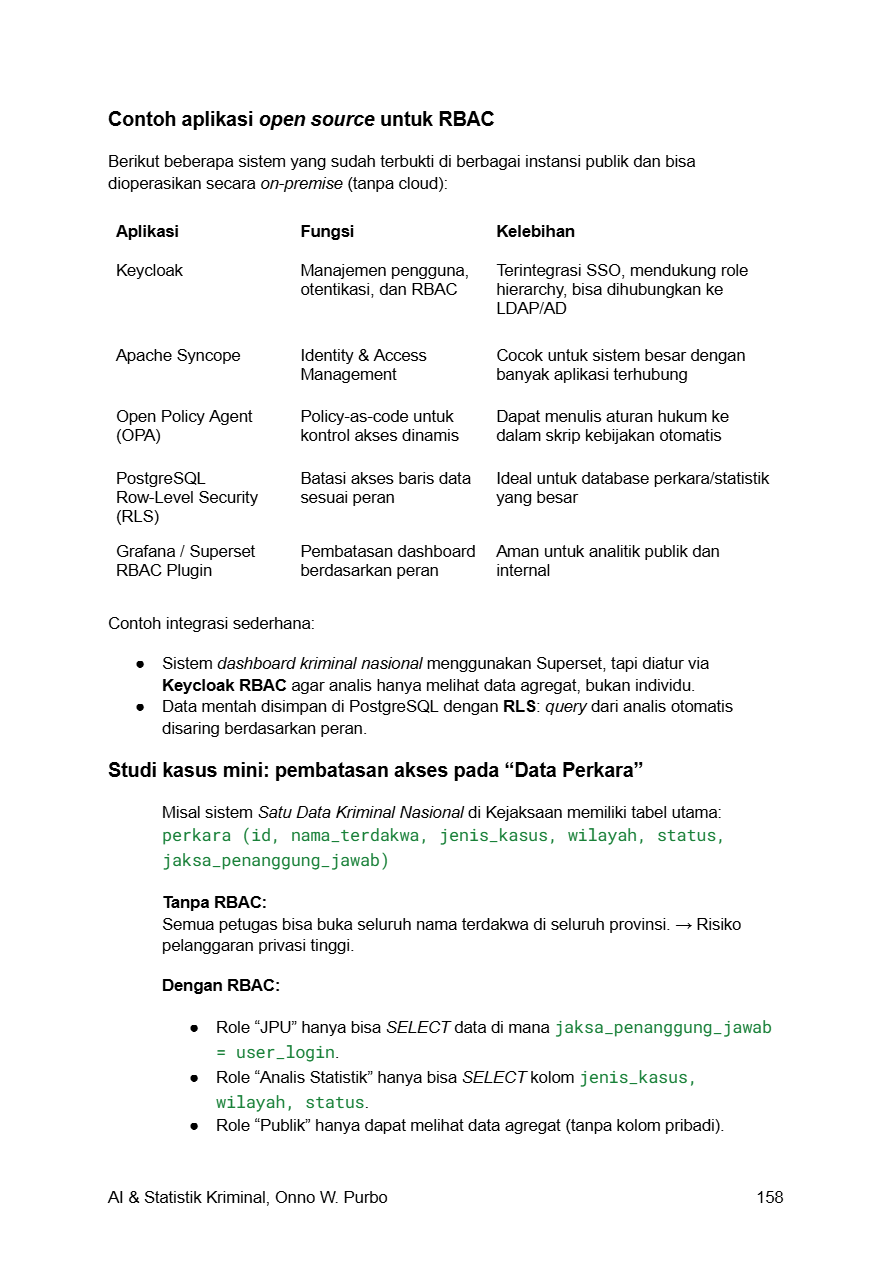 Contoh aplikasi open source untuk RBAC
Berikut beberapa sistem yang sudah terbukti di berbagai instansi publik dan bisa
dioperasikan secara on-premise (tanpa cloud):
Aplikasi Fungsi Kelebihan
Keycloak Manajemen pengguna, Terintegrasi SSO, mendukung role
otentikasi, dan RBAC hierarchy, bisa dihubungkan ke
LDAP/AD
Apache Syncope Identity & Access Cocok untuk sistem besar dengan
Management banyak aplikasi terhubung
Open Policy Agent Policy-as-code untuk Dapat menulis aturan hukum ke
(OPA) kontrol akses dinamis dalam skrip kebijakan otomatis
PostgreSQL Batasi akses baris data Ideal untuk database perkara/statistik
Row-Level Security sesuai peran yang besar
(RLS)
Grafana / Superset Pembatasan dashboard Aman untuk analitik publik dan
RBAC Plugin berdasarkan peran internal
Contoh integrasi sederhana:
● Sistem dashboard kriminal nasional menggunakan Superset, tapi diatur via
Keycloak RBAC agar analis hanya melihat data agregat, bukan individu.
● Data mentah disimpan di PostgreSQL dengan RLS: query dari analis otomatis
disaring berdasarkan peran.
Studi kasus mini: pembatasan akses pada “Data Perkara”
Misal sistem Satu Data Kriminal Nasional di Kejaksaan memiliki tabel utama:
perkara (id, nama_terdakwa, jenis_kasus, wilayah, status,
jaksa_penanggung_jawab)
Tanpa RBAC:
Semua petugas bisa buka seluruh nama terdakwa di seluruh provinsi. → Risiko
pelanggaran privasi tinggi.
Dengan RBAC:
● Role “JPU” hanya bisa SELECT data di mana jaksa_penanggung_jawab
= user_login.
● Role “Analis Statistik” hanya bisa SELECT kolom jenis_kasus,
wilayah, status.
● Role “Publik” hanya dapat melihat data agregat (tanpa kolom pribadi).
AI & Statistik Kriminal, Onno W. Purbo 158